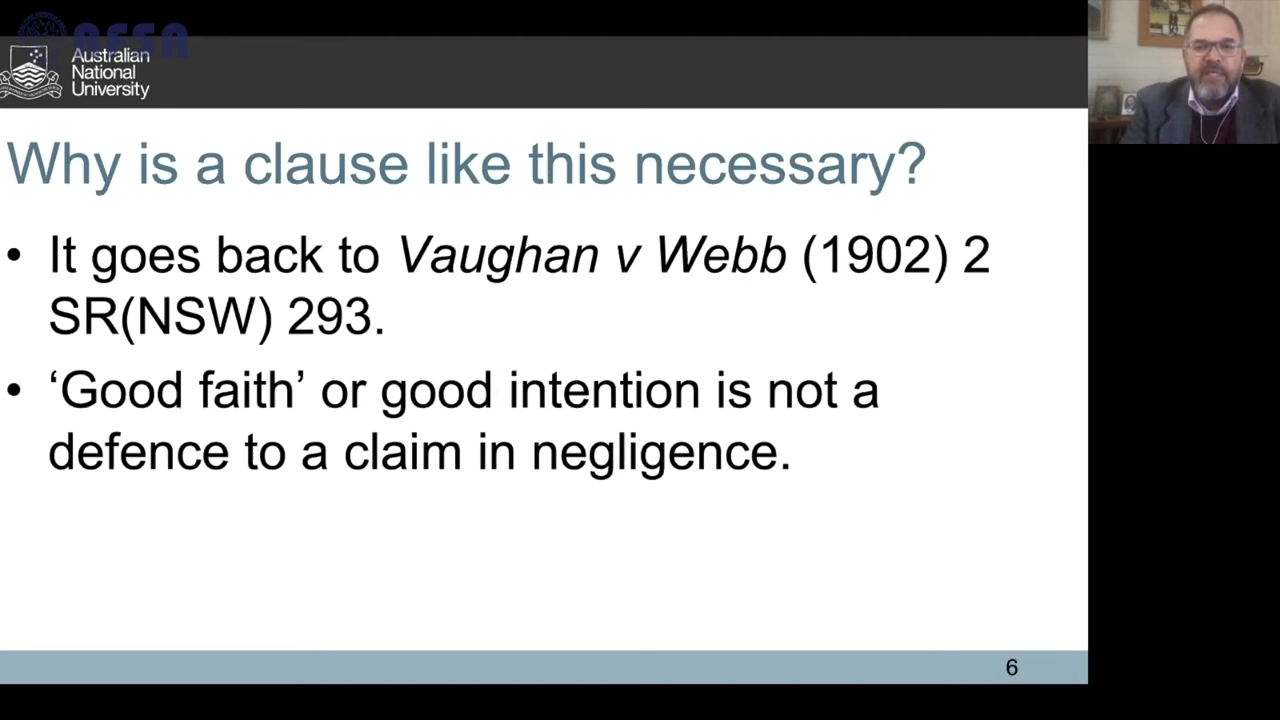 Australian
National
University
Why is a clause like this necessary?
• It goes back to Vaughan v Webb (1902) 2
SR(NSW) 293.
• ‘Good faith’ or good intention is not a
defence to a claim in negligence.
6